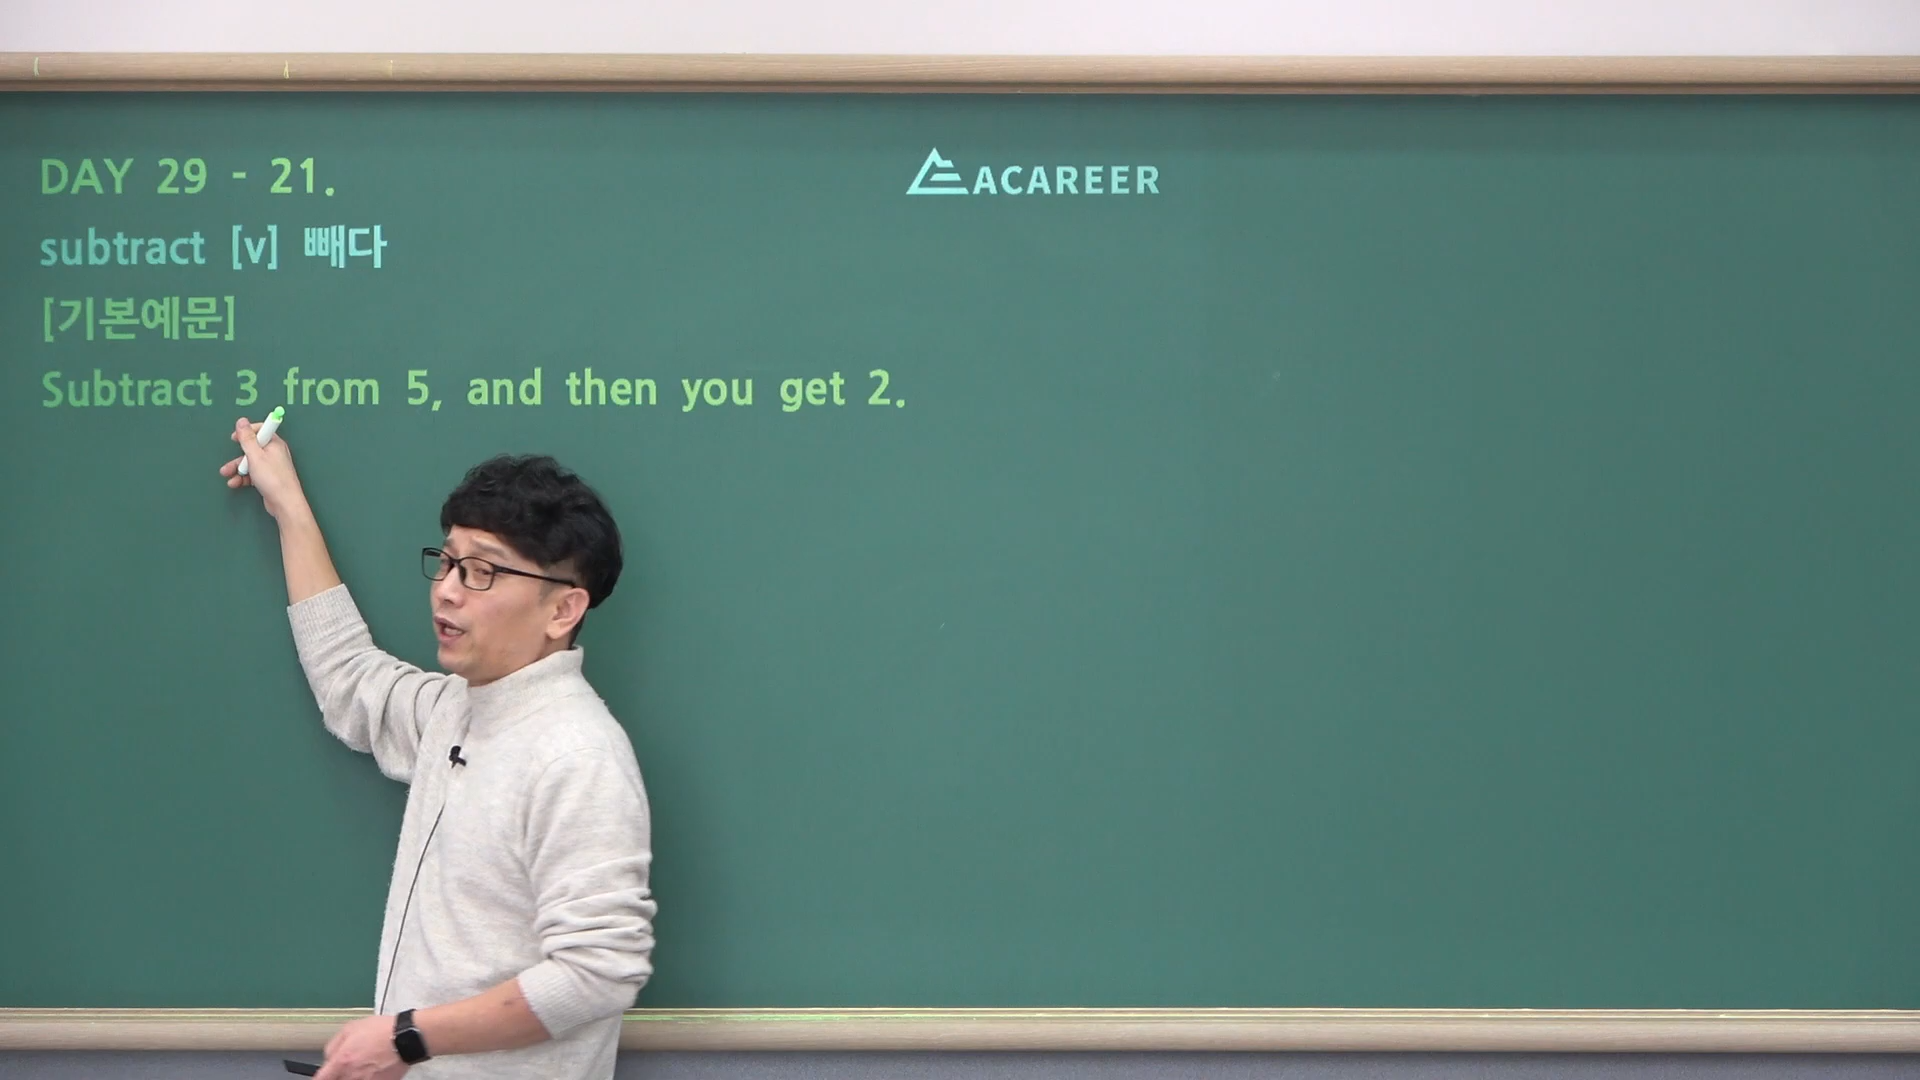 DAY 29 - 21.
ACAREER
subtract [v] 빼다
[기본예문]
Subtract 3 from 5, and then you get 2.